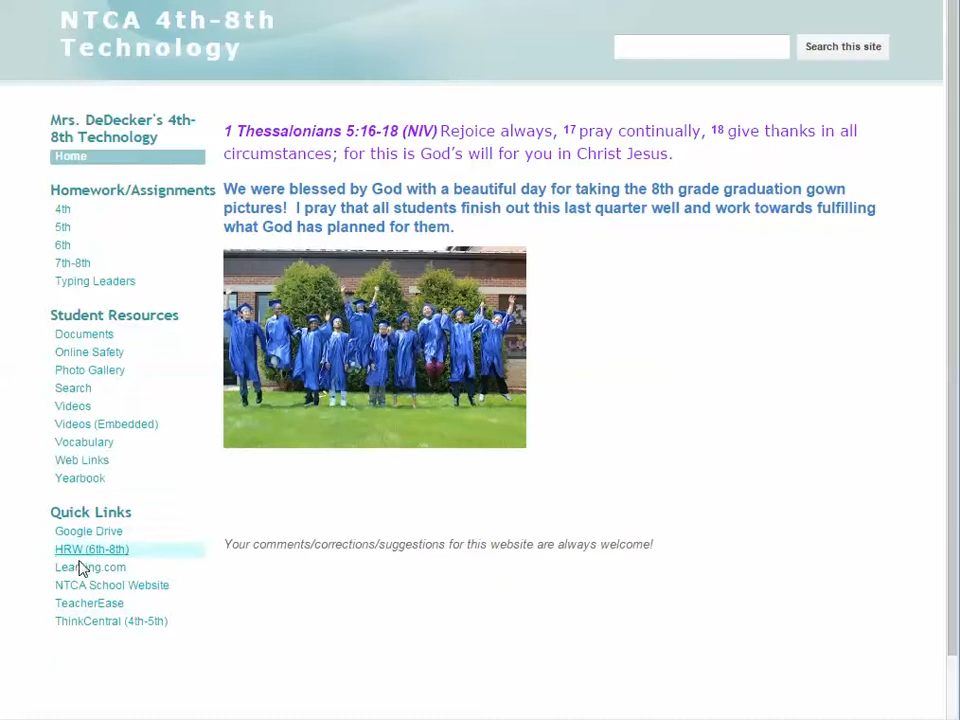 NTCA 4th-8th
Technology
Search this site
Mrs. DeDecker's 4th-
8th Technology
Home
Homework/Assignments
4th
5th
6th
7th-8th
Typing Leaders
Student Resources
Documents
Online Safety
Photo Gallery
Search
Videos
Videos (Embedded)
Vocabulary
Web Links
Yearbook
Quick Links
Google Drive
HRW (6th-8th)
Learning.com
NTCA School Website
TeacherEase
ThinkCentral (4th-5th)
1 Thessalonians 5:16-18 (NIV) Rejoice always, 17 pray continually, 18 give thanks in all
circumstances; for this is God’s will for you in Christ Jesus.
We were blessed by God with a beautiful day for taking the 8th grade graduation gown
pictures! I pray that all students finish out this last quarter well and work towards fulfilling
what God has planned for them.
Your comments/corrections/suggestions for this website are always welcome!